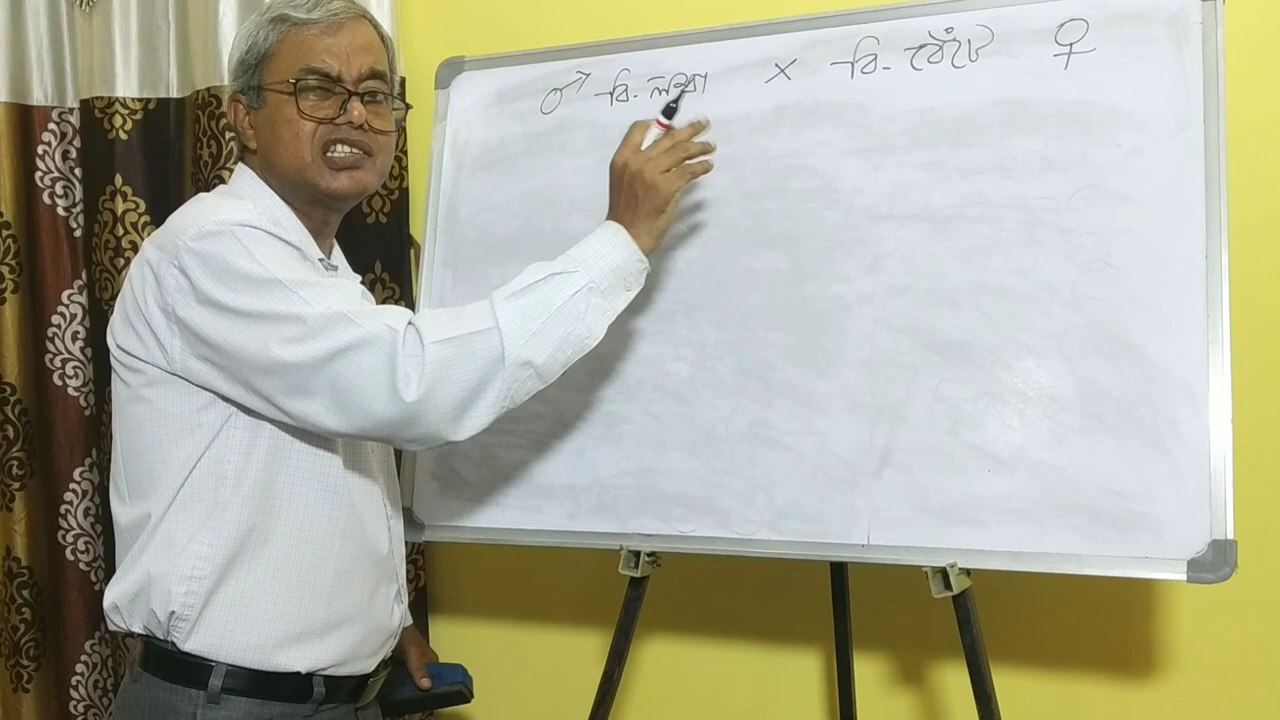 ♂ বি. লম্বা × বি. বেঁটে ♀